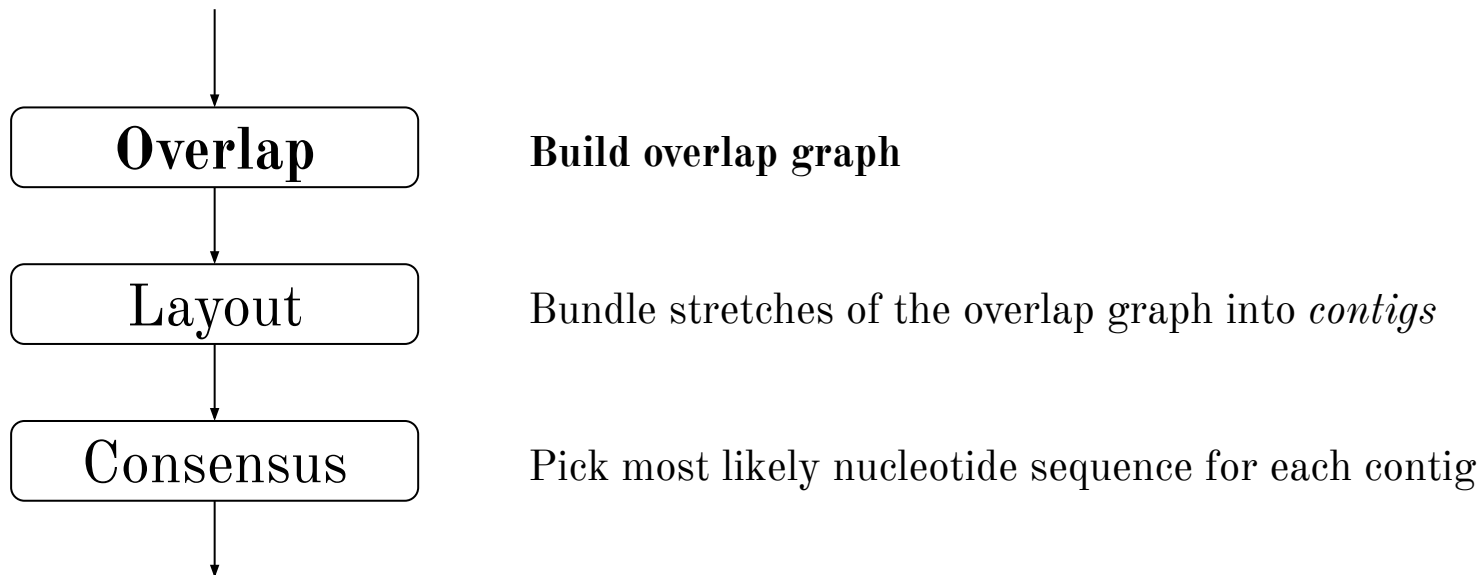 Overlap
Build overlap graph
Layout
Bundle stretches of the overlap graph into contigs
Consensus
Pick most likely nucleotide sequence for each contig